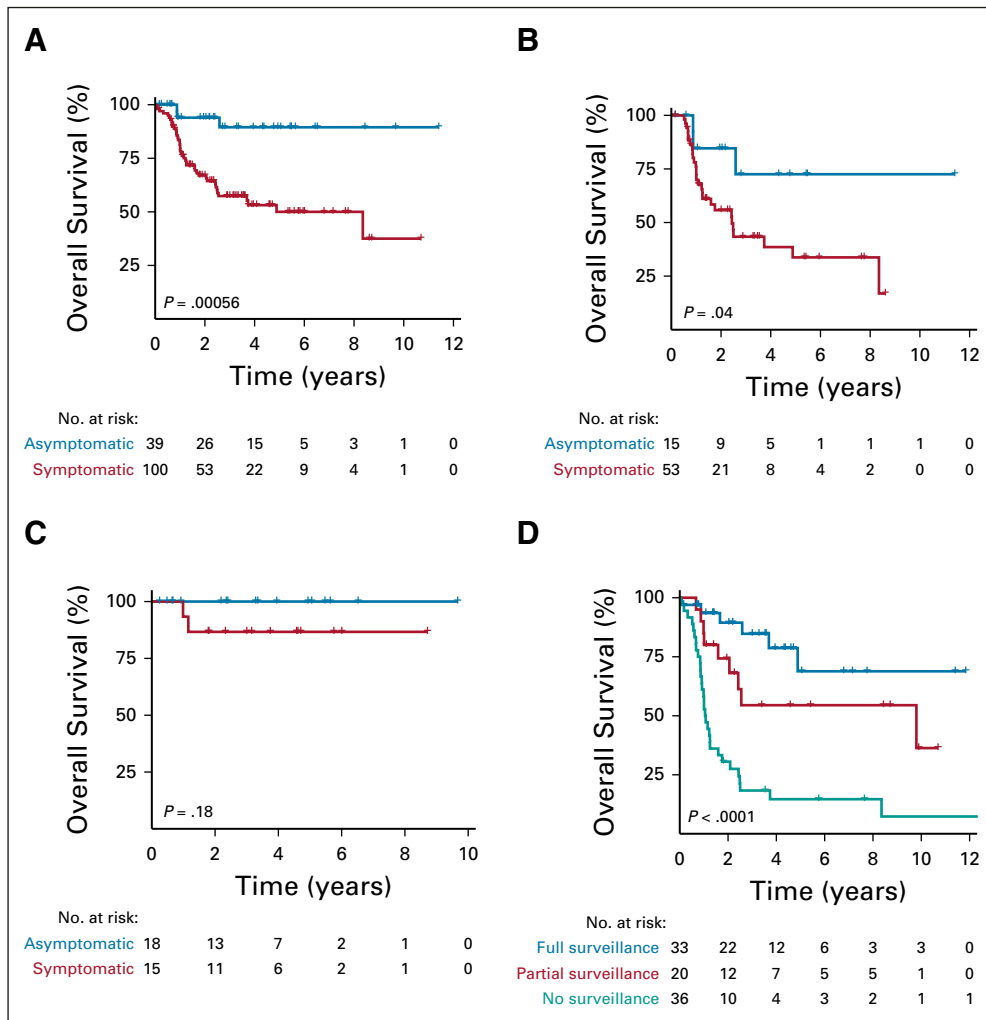 A
Overall Survival (%)
100
75
50
25
P = .00056
0 2 4 6 8 10 12
Time (years)
No. at risk:
Asymptomatic 39 26 15 5 3 1 0
Symptomatic 100 53 22 9 4 1 0
B
Overall Survival (%)
100
75
50
25
P = .04
0 2 4 6 8 10 12
Time (years)
No. at risk:
Asymptomatic 15 9 5 1 1 1 0
Symptomatic 53 21 8 4 2 0 0
C
Overall Survival (%)
100
75
50
25
P = .18
0 2 4 6 8 10
Time (years)
No. at risk:
Asymptomatic 18 13 7 2 1 0
Symptomatic 15 11 6 2 1 0
D
Overall Survival (%)
100
75
50
25
P < .0001
0 2 4 6 8 10 12
Time (years)
No. at risk:
Full surveillance 33 22 12 6 3 3 0
Partial surveillance 20 12 7 5 5 1 0
No surveillance 36 10 4 3 2 1 1